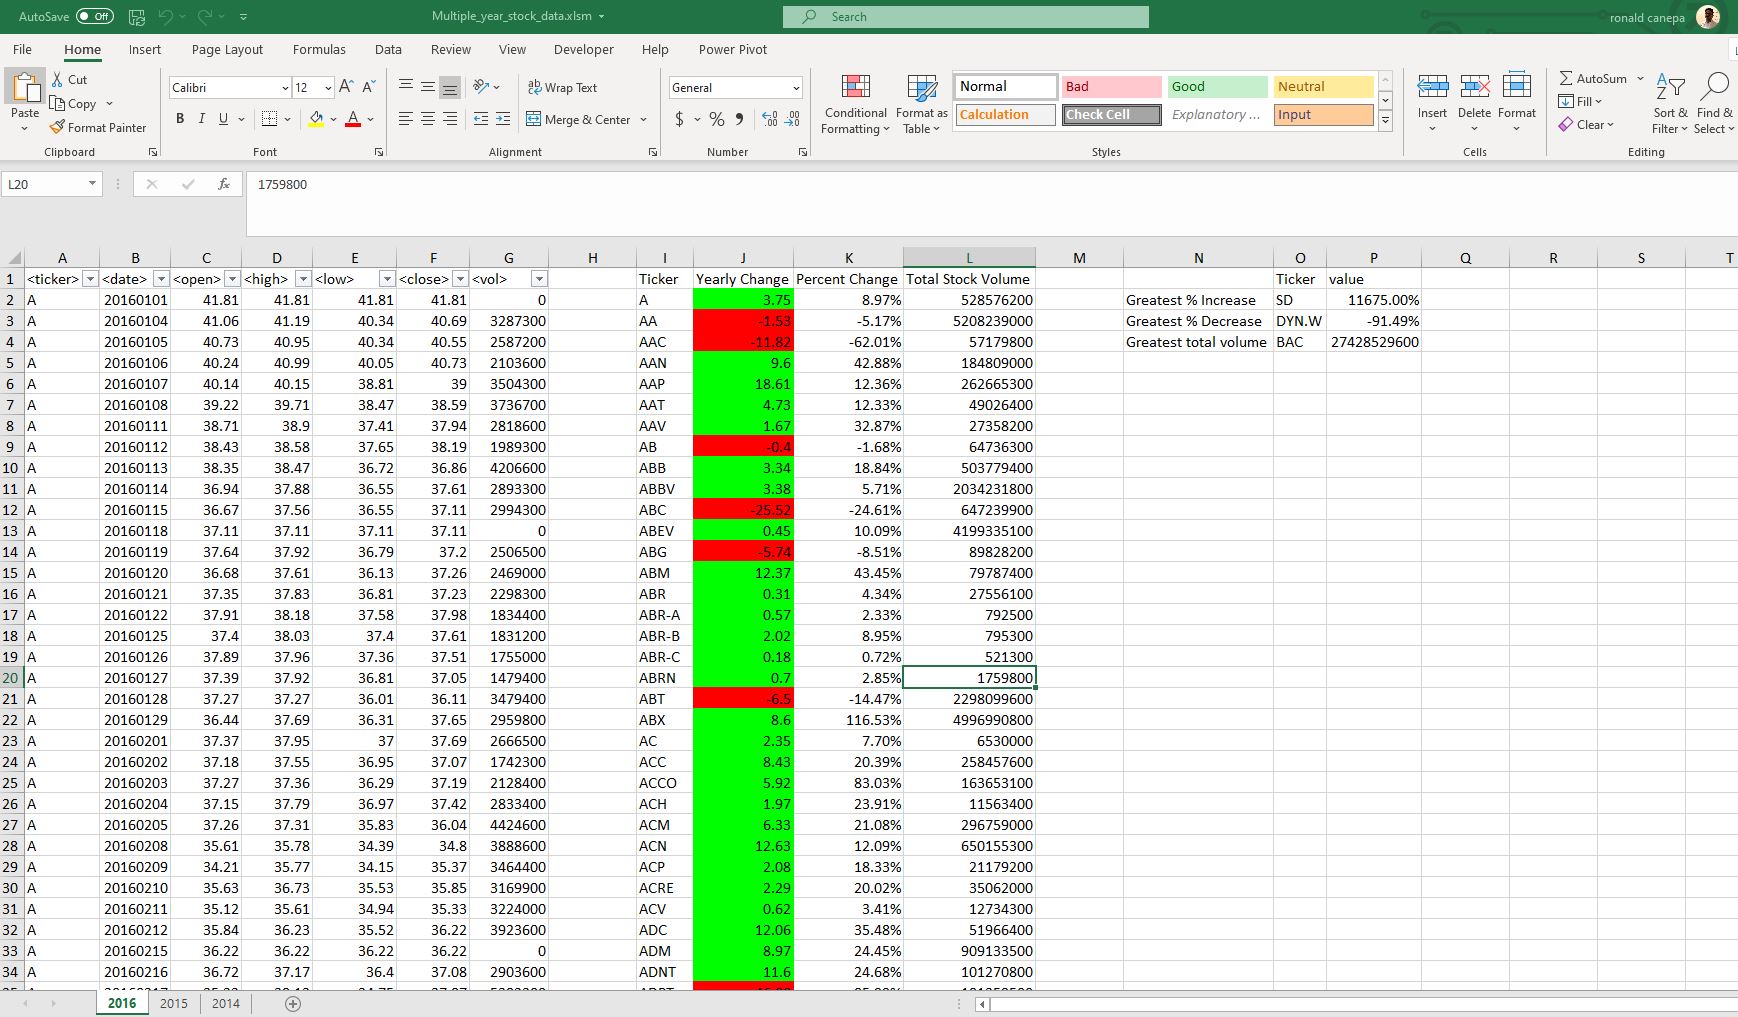 AutoSave Off Multiple_year_stock_data.xlsm Search ronald canepa
File Home Insert Page Layout Formulas Data Review View Developer Help Power Pivot
Paste Cut Copy Format Painter
Calibri 12 A A B I U A
Wrap Text Merge & Center
General $ % 9
Conditional Formatting Format as Table
Normal Bad Good Neutral
Calculation Check Cell Explanatory ... Input
Insert Delete Format
AutoSum Fill Clear Sort & Filter Find & Select
Clipboard Font Alignment Number Styles Cells Editing
L20 fx 1759800
A B C D E F G H I J K L M N O P Q R S T
1 <ticker> <date> <open> <high> <low> <close> <vol> Ticker Yearly Change Percent Change Total Stock Volume Ticker value
2 A 20160101 41.81 41.81 41.81 41.81 0 A 3.75 8.97% 528576200 Greatest % Increase SD 11675.00%
3 A 20160104 41.06 41.19 40.34 40.69 3287300 AA -1.53 -5.17% 5208239000 Greatest % Decrease DYN.W -91.49%
4 A 20160105 40.73 40.95 40.34 40.55 2587200 AAC -11.82 -62.01% 57179800 Greatest total volume BAC 27428529600
5 A 20160106 40.24 40.99 40.05 40.73 2103600 AAN 9.6 42.88% 184809000
6 A 20160107 40.14 40.15 38.81 39 3504300 AAP 18.61 12.36% 262665300
7 A 20160108 39.22 39.71 38.47 38.59 3736700 AAT 4.73 12.33% 49026400
8 A 20160111 38.71 38.9 37.41 37.94 2818600 AAV 1.67 32.87% 27358200
9 A 20160112 38.43 38.58 37.65 38.19 1989300 AB -0.4 -1.68% 64736300
10 A 20160113 38.35 38.47 36.72 36.86 4206600 ABB 3.34 18.84% 503779400
11 A 20160114 36.94 37.88 36.55 37.61 2893300 ABBV 3.38 5.71% 2034231800
12 A 20160115 36.67 37.56 36.55 37.11 2994300 ABC -25.52 -24.61% 647239900
13 A 20160118 37.11 37.11 37.11 37.11 0 ABEV 0.45 10.09% 4199335100
14 A 20160119 37.64 37.92 36.79 37.2 2506500 ABG -5.74 -8.51% 89828200
15 A 20160120 36.68 37.61 36.13 37.26 2469000 ABM 12.37 43.45% 79787400
16 A 20160121 37.35 37.83 36.81 37.23 2298300 ABR 0.31 4.34% 27556100
17 A 20160122 37.91 38.18 37.58 37.98 1834400 ABR-A 0.57 2.33% 792500
18 A 20160125 37.4 38.03 37.4 37.61 1831200 ABR-B 2.02 8.95% 795300
19 A 20160126 37.89 37.96 37.36 37.51 1755000 ABR-C 0.18 0.72% 521300
20 A 20160127 37.39 37.92 36.81 37.05 1479400 ABRN 0.7 2.85% 1759800
21 A 20160128 37.27 37.27 36.01 36.11 3479400 ABT -6.5 -14.47% 2298099600
22 A 20160129 36.44 37.69 36.31 37.65 2959800 ABX 8.6 116.53% 4996990800
23 A 20160201 37.37 37.95 37 37.69 2666500 AC 2.35 7.70% 6530000
24 A 20160202 37.18 37.55 36.95 37.07 1742300 ACC 8.43 20.39% 258457600
25 A 20160203 37.27 37.36 36.29 37.19 2128400 ACCO 5.92 83.03% 163653100
26 A 20160204 37.15 37.79 36.97 37.42 2833400 ACH 1.97 23.91% 11563400
27 A 20160205 37.26 37.31 35.83 36.04 4424600 ACM 6.33 21.08% 296759000
28 A 20160208 35.61 35.78 34.39 34.8 3888600 ACN 12.63 12.09% 650155300
29 A 20160209 34.21 35.77 34.15 35.37 3464400 ACP 2.08 18.33% 21179200
30 A 20160210 35.63 36.73 35.53 35.85 3169900 ACRE 2.29 20.02% 35062000
31 A 20160211 35.12 35.61 34.94 35.33 3224000 ACV 0.62 3.41% 12734300
32 A 20160212 35.84 36.23 35.52 36.22 3923600 ADC 12.06 35.48% 51966400
33 A 20160215 36.22 36.22 36.22 36.22 0 ADM 8.97 24.45% 909133500
34 A 20160216 36.72 37.17 36.4 37.08 2903600 ADNT 11.6 24.68% 101270800
2016 2015 2014